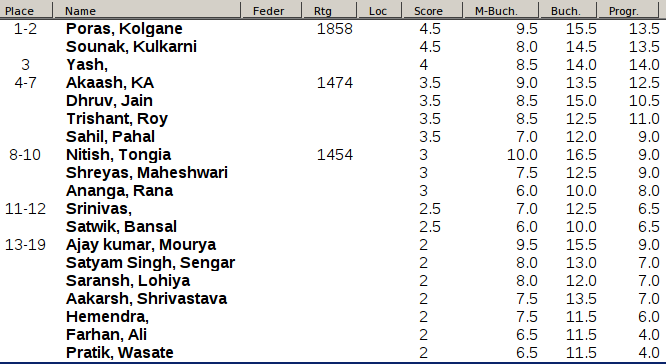 Place Name Feder Rtg Loc Score M-Buch. Buch. Progr.
1-2 Poras, Kolgane 1858 4.5 9.5 15.5 13.5
Sounak, Kulkarni 4.5 8.0 14.5 13.5
3 Yash, 4 8.5 14.0 14.0
4-7 Akaash, KA 1474 3.5 9.0 13.5 12.5
Dhruv, Jain 3.5 8.5 15.0 10.5
Trishant, Roy 3.5 8.5 12.5 11.0
Sahil, Pahal 3.5 7.0 12.0 9.0
8-10 Nitish, Tongia 1454 3 10.0 16.5 9.0
Shreyas, Maheshwari 3 7.5 12.5 9.0
Ananga, Rana 3 6.0 10.0 8.0
11-12 Srinivas, 2.5 7.0 12.5 6.5
Satwik, Bansal 2.5 6.0 10.0 6.5
13-19 Ajay kumar, Mourya 2 9.5 15.5 9.0
Satyam Singh, Sengar 2 8.0 13.0 7.0
Saransh, Lohiya 2 8.0 12.0 7.0
Aakarsh, Shrivastava 2 7.5 13.5 7.5
Hemendra, 2 7.5 11.5 6.0
Farhan, Ali 2 6.5 11.5 4.0
Pratik, Wasate 2 6.5 11.5 4.0